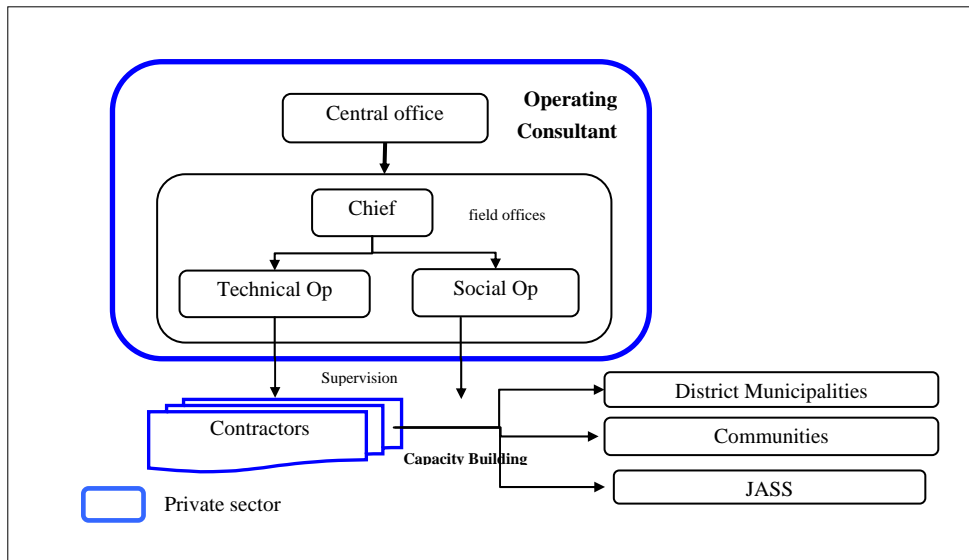 Operating
Consultant
Central office
Chief
field offices
Technical Op
Social Op
Supervision
District Municipalities
Contractors
Communities
Capacity Building
JASS
Private sector